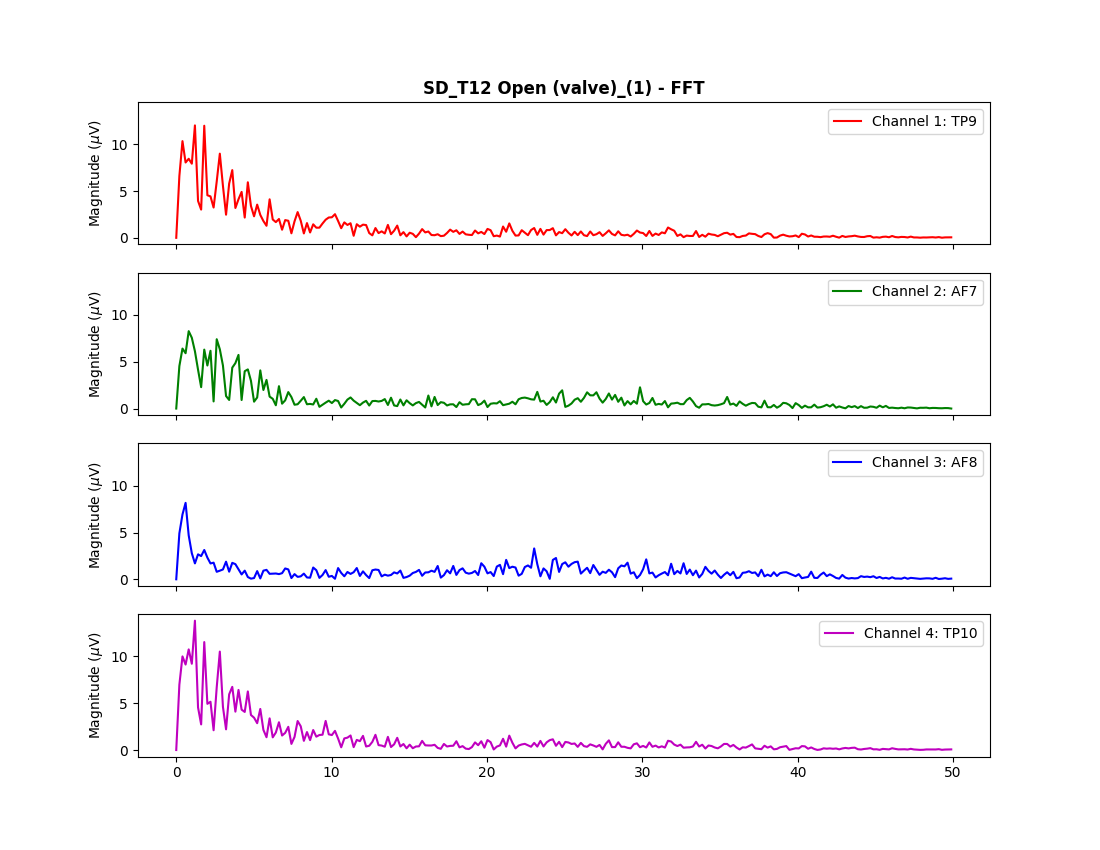 SD_T12 Open (valve)_(1) - FFT
Channel 1: TP9
Magnitude (μV)
10
5
0
Channel 2: AF7
Magnitude (μV)
10
5
0
Channel 3: AF8
Magnitude (μV)
10
5
0
Channel 4: TP10
Magnitude (μV)
10
5
0
0 10 20 30 40 50